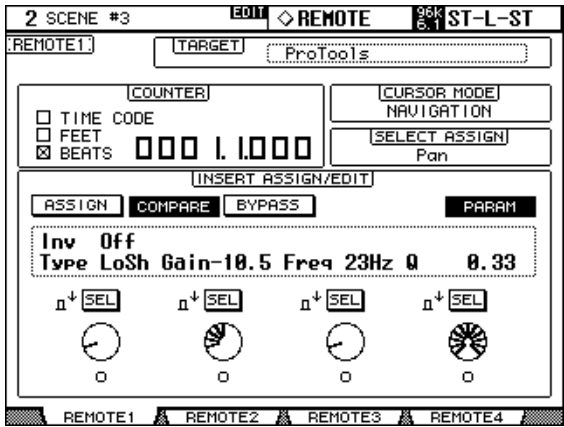 2 SCENE #3 EDIT ◇REMOTE 96k 6.1 ST-L-ST
REMOTE1 TARGET ProTools
COUNTER
TIME CODE
FEET
BEATS 000 1.1.000
CURSOR MODE
NAVIGATION
SELECT ASSIGN
Pan
INSERT ASSIGN/EDIT
ASSIGN COMPARE BYPASS PARAM
Inv Off
Type LoSh Gain-10.5 Freq 23Hz Q 0.33
SEL SEL SEL SEL
REMOTE1 REMOTE2 REMOTE3 REMOTE4